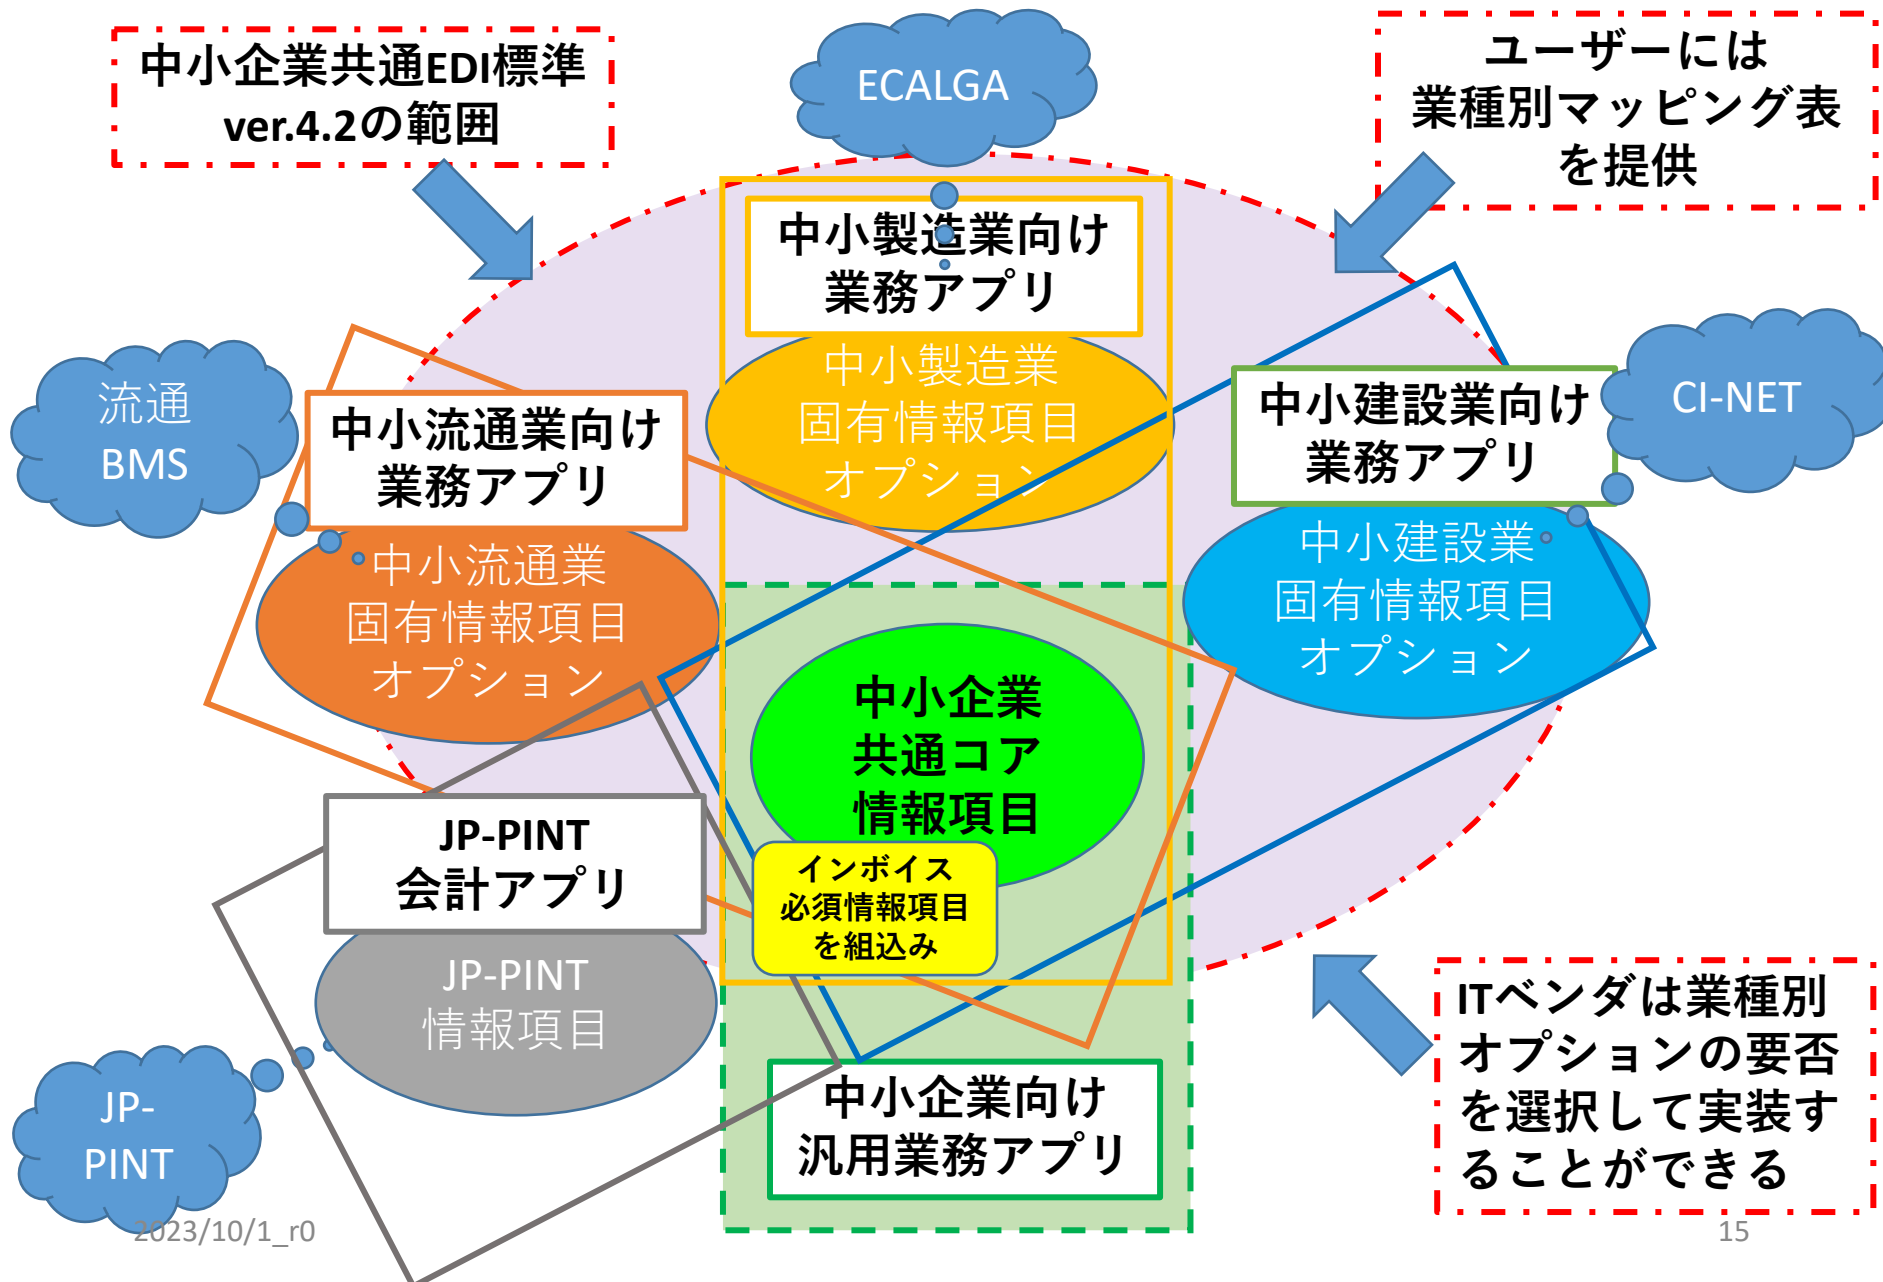 中小企業共通EDI標準
ver.4.2の範囲
ECALGA
ユーザーには
業種別マッピング表
を提供
中小製造業向け
業務アプリ
中小製造業
固有情報項目
オプション
流通
BMS
中小流通業向け
業務アプリ
中小流通業
固有情報項目
オプション
中小建設業向け
業務アプリ
CI-NET
中小建設業
固有情報項目
オプション
中小企業
共通コア
情報項目
インボイス
必須情報項目
を組込み
JP-PINT
会計アプリ
JP-PINT
情報項目
JP-
PINT
中小企業向け
汎用業務アプリ
ITベンダは業種別
オプションの要否
を選択して実装す
ることができる
2023/10/1_r0
15